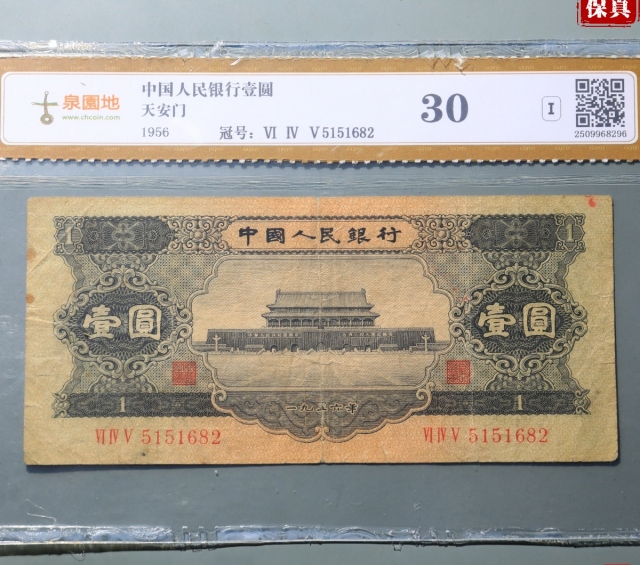 保真
泉園地
www.chcoin.com
中国人民银行壹圆
天安门
1956
冠号: VI IV V 5151682
30
I
2509968296
1
1
中國人民銀行
壹圓
壹圓
一九五六年
1
1
VI IV V 5151682
VI IV V 5151682